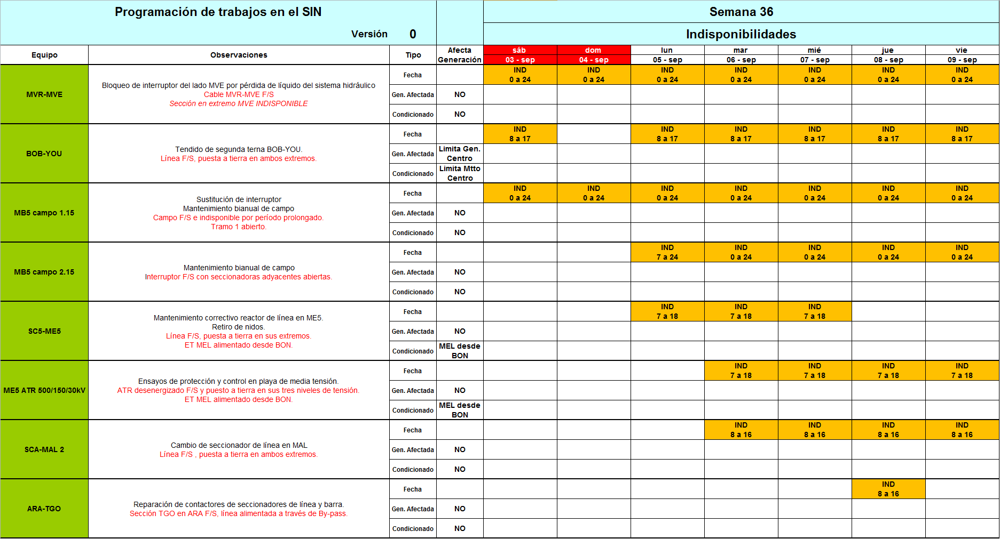 Programación de trabajos en el SIN
Versión 0
Semana 36
Indisponibilidades
Equipo Observaciones Tipo Afecta Generación
sáb dom lun mar mié jue vie
03 - sep 04 - sep 05 - sep 06 - sep 07 - sep 08 - sep 09 - sep
MVR-MVE
Bloqueo de interruptor del lado MVE por pérdida de líquido del sistema hidráulico
Cable MVR-MVE F/S
Sección en extremo MVE INDISPONIBLE
Fecha
IND IND IND IND IND IND IND
0 a 24 0 a 24 0 a 24 0 a 24 0 a 24 0 a 24 0 a 24
Gen. Afectada NO
Condicionado NO
BOB-YOU
Tendido de segunda terna BOB-YOU.
Línea F/S, puesta a tierra en ambos extremos.
Fecha
IND IND IND IND IND IND
8 a 17 8 a 17 8 a 17 8 a 17 8 a 17 8 a 17
Gen. Afectada Limita Gen. Centro
Condicionado Limita Mtto Centro
MB5 campo 1.15
Sustitución de interruptor
Mantenimiento bianual de campo
Campo F/S e indisponible por período prolongado.
Tramo 1 abierto.
Fecha
IND IND IND IND IND IND IND
0 a 24 0 a 24 0 a 24 0 a 24 0 a 24 0 a 24 0 a 24
Gen. Afectada NO
Condicionado NO
MB5 campo 2.15
Mantenimiento bianual de campo
Interruptor F/S con seccionadoras adyacentes abiertas.
Fecha
IND IND IND IND IND
7 a 24 0 a 24 0 a 24 0 a 24 0 a 24
Gen. Afectada NO
Condicionado NO
SC5-ME5
Mantenimiento correctivo reactor de línea en ME5.
Retiro de nidos.
Línea F/S, puesta a tierra en sus extremos.
ET MEL alimentado desde BON.
Fecha
IND IND IND
7 a 18 7 a 18 7 a 18
Gen. Afectada NO
Condicionado MEL desde BON
ME5 ATR 500/150/30kV
Ensayos de protección y control en playa de media tensión.
ATR desenergizado F/S y puesto a tierra en sus tres niveles de tensión.
ET MEL alimentado desde BON.
Fecha
IND IND IND IND
7 a 18 7 a 18 7 a 18 7 a 18
Gen. Afectada NO
Condicionado MEL desde BON
SCA-MAL 2
Cambio de seccionador de línea en MAL
Línea F/S , puesta a tierra en ambos extremos.
Fecha
IND IND IND IND
8 a 16 8 a 16 8 a 16 8 a 16
Gen. Afectada NO
Condicionado NO
ARA-TGO
Reparación de contactores de seccionadores de línea y barra.
Sección TGO en ARA F/S, línea alimentada a través de By-pass.
Fecha
IND
8 a 16
Gen. Afectada NO
Condicionado NO